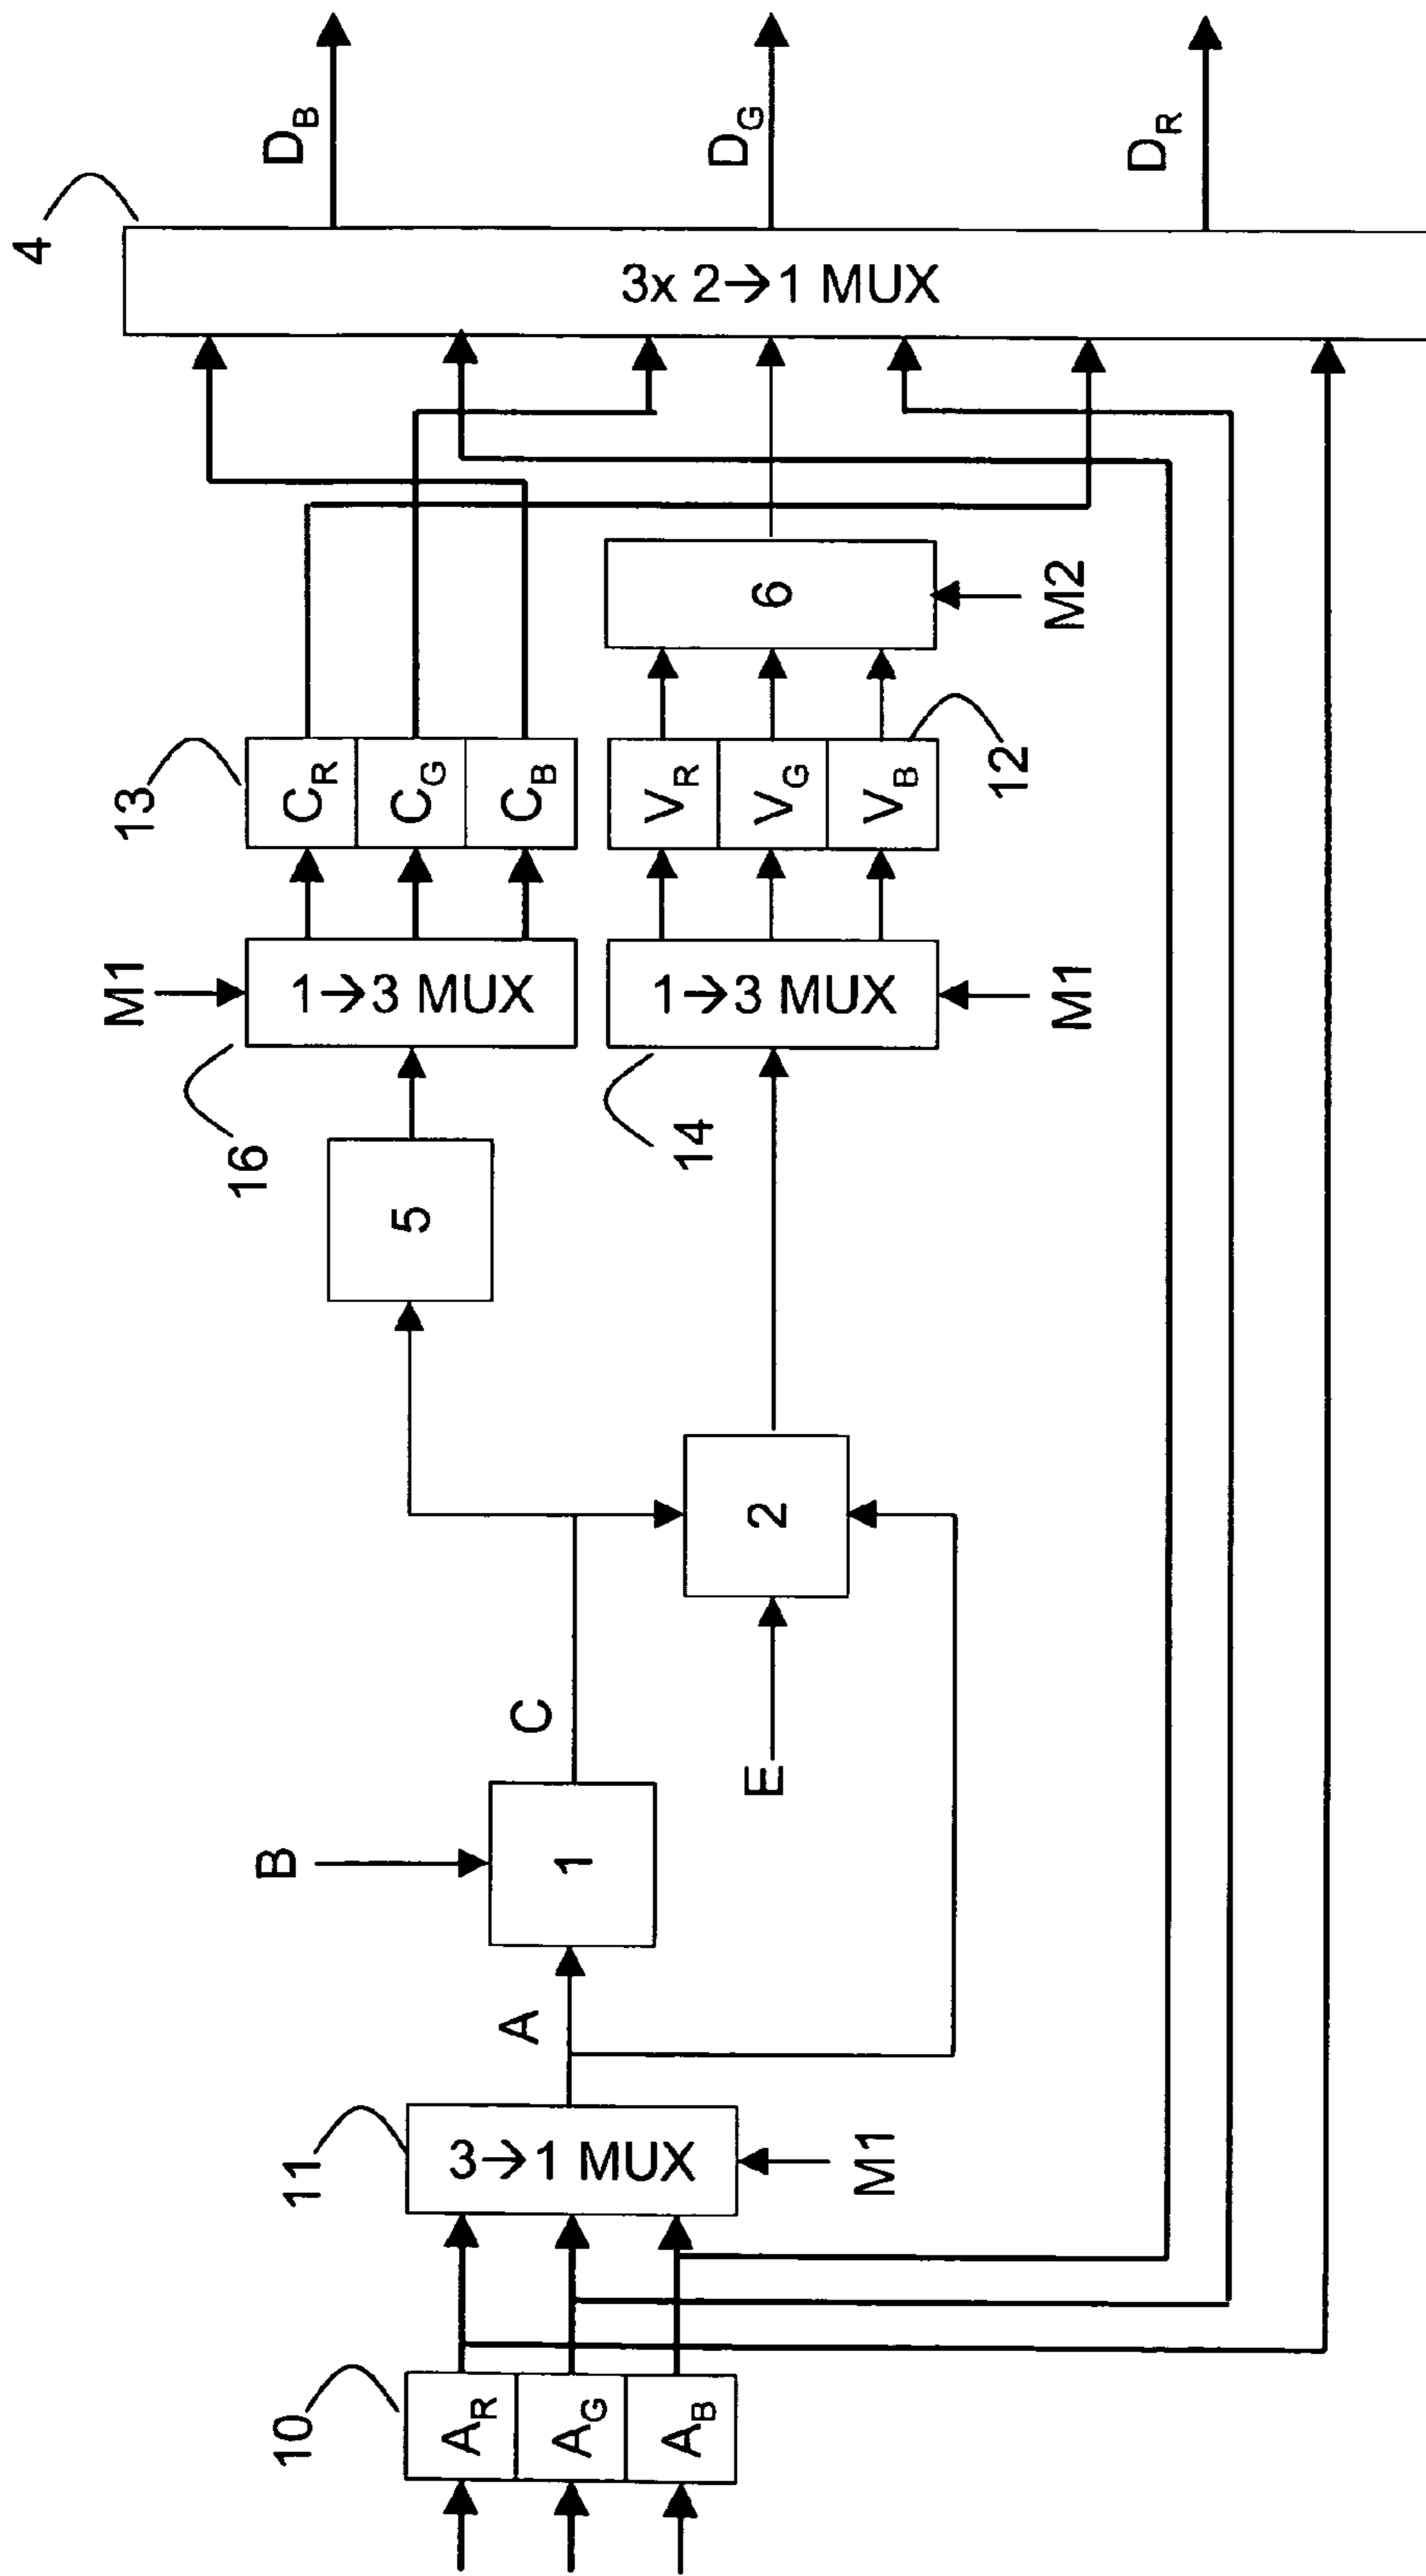 10
A_R
A_G
A_B
11
3→1 MUX
M1
A
B
1
C
E
2
5
16
1→3 MUX
M1
14
1→3 MUX
M1
13
C_R
C_G
C_B
V_R
V_G
V_B
12
6
M2
4
3x 2→1 MUX
D_B
D_G
D_R